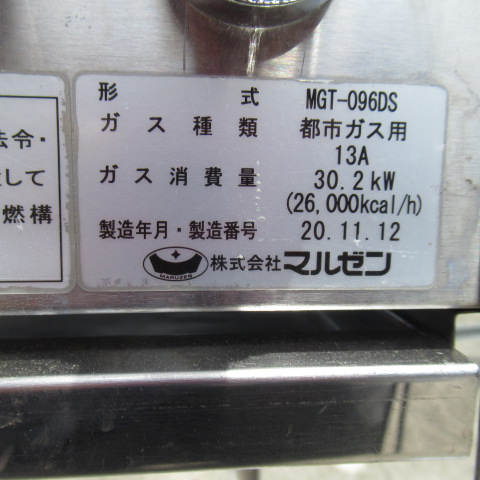 法令・
して
燃構
形式 MGT-096DS
ガス種類 都市ガス用
13A
ガス消費量 30.2kW
(26,000kcal/h)
製造年月・製造番号 20.11.12
MARUZEN 株式会社マルゼン